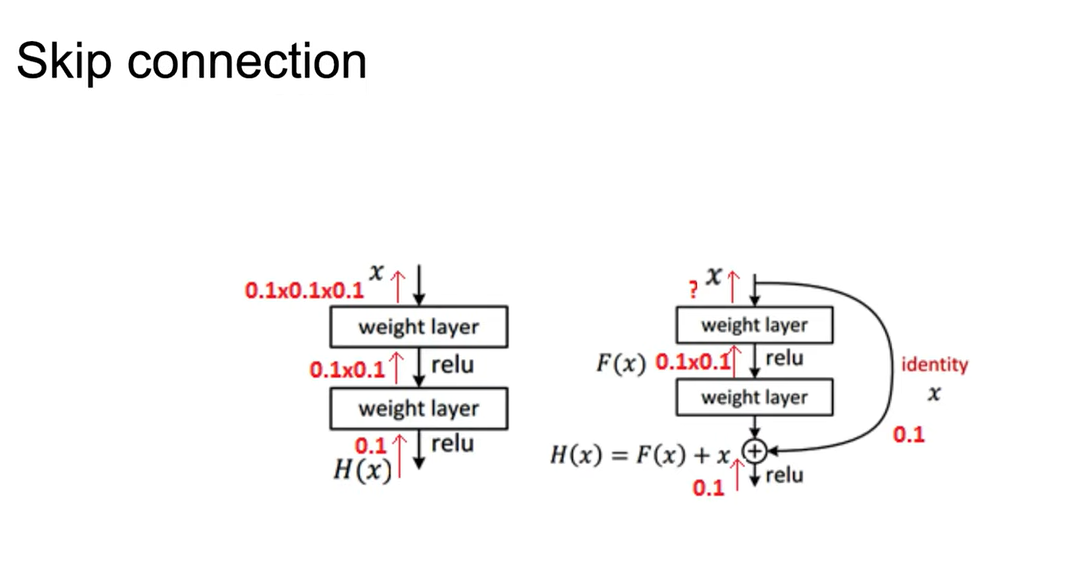 Skip connection
x
0.1x0.1x0.1
weight layer
0.1x0.1
relu
weight layer
0.1
relu
H(x)
? x
weight layer
F(x) 0.1x0.1
relu
identity
x
weight layer
0.1
H(x) = F(x) + x
+
relu
0.1